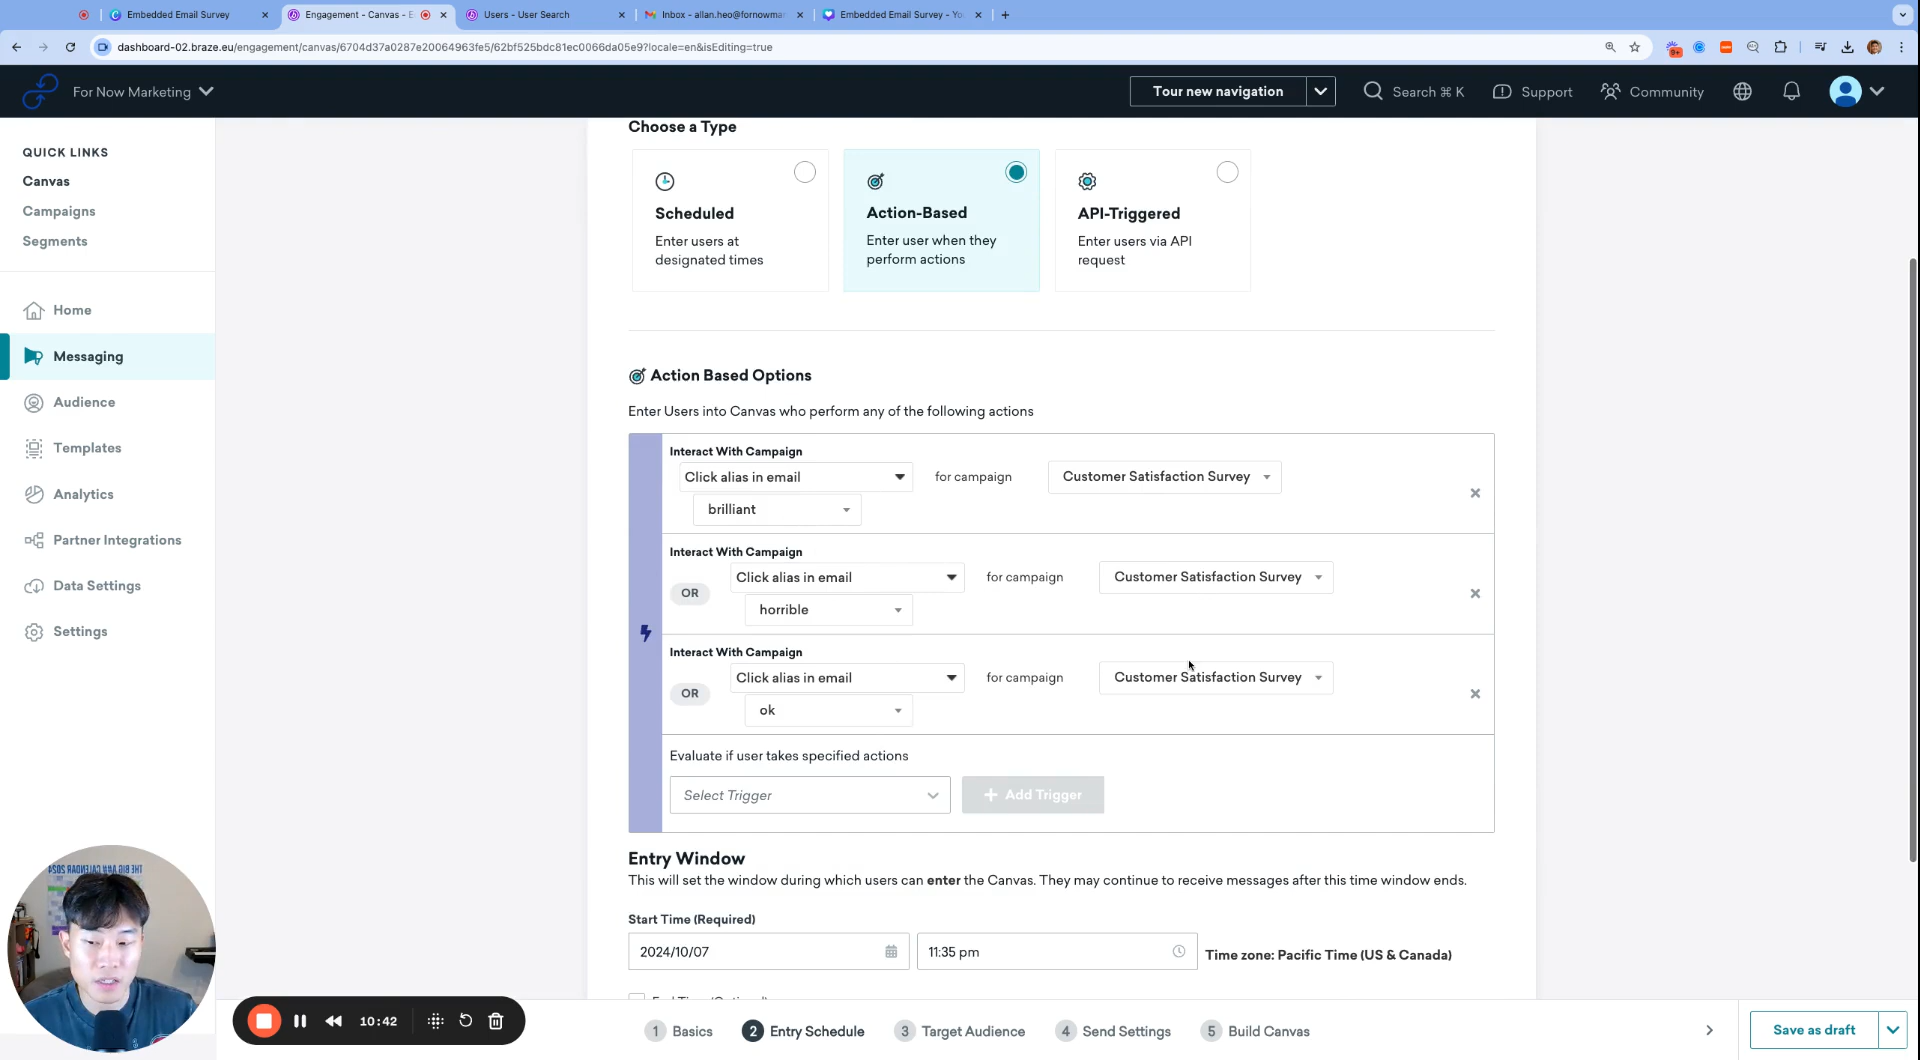 Embedded Email Survey
Engagement - Canvas - E
Users - User Search
Inbox - allan.heo@fornowmar
Embedded Email Survey - Yo
dashboard-02.braze.eu/engagement/canvas/6704d37a0287e20064963fe5/62bf525bdc81ec0066da05e9?locale=en&isEditing=true
For Now Marketing
Tour new navigation
Search ⌘ K
Support
Community
QUICK LINKS
Canvas
Campaigns
Segments
Home
Messaging
Audience
Templates
Analytics
Partner Integrations
Data Settings
Settings
Choose a Type
Scheduled
Enter users at
designated times
Action-Based
Enter user when they
perform actions
API-Triggered
Enter users via API
request
Action Based Options
Enter Users into Canvas who perform any of the following actions
Interact With Campaign
Click alias in email for campaign Customer Satisfaction Survey
brilliant
Interact With Campaign
OR Click alias in email for campaign Customer Satisfaction Survey
horrible
Interact With Campaign
OR Click alias in email for campaign Customer Satisfaction Survey
ok
Evaluate if user takes specified actions
Select Trigger
Add Trigger
Entry Window
This will set the window during which users can enter the Canvas. They may continue to receive messages after this time window ends.
Start Time (Required)
2024/10/07 11:35 pm Time zone: Pacific Time (US & Canada)
End Time (Optional)
THE BIG A## CALENDAR 2024
10:42
1 Basics
2 Entry Schedule
3 Target Audience
4 Send Settings
5 Build Canvas
Save as draft